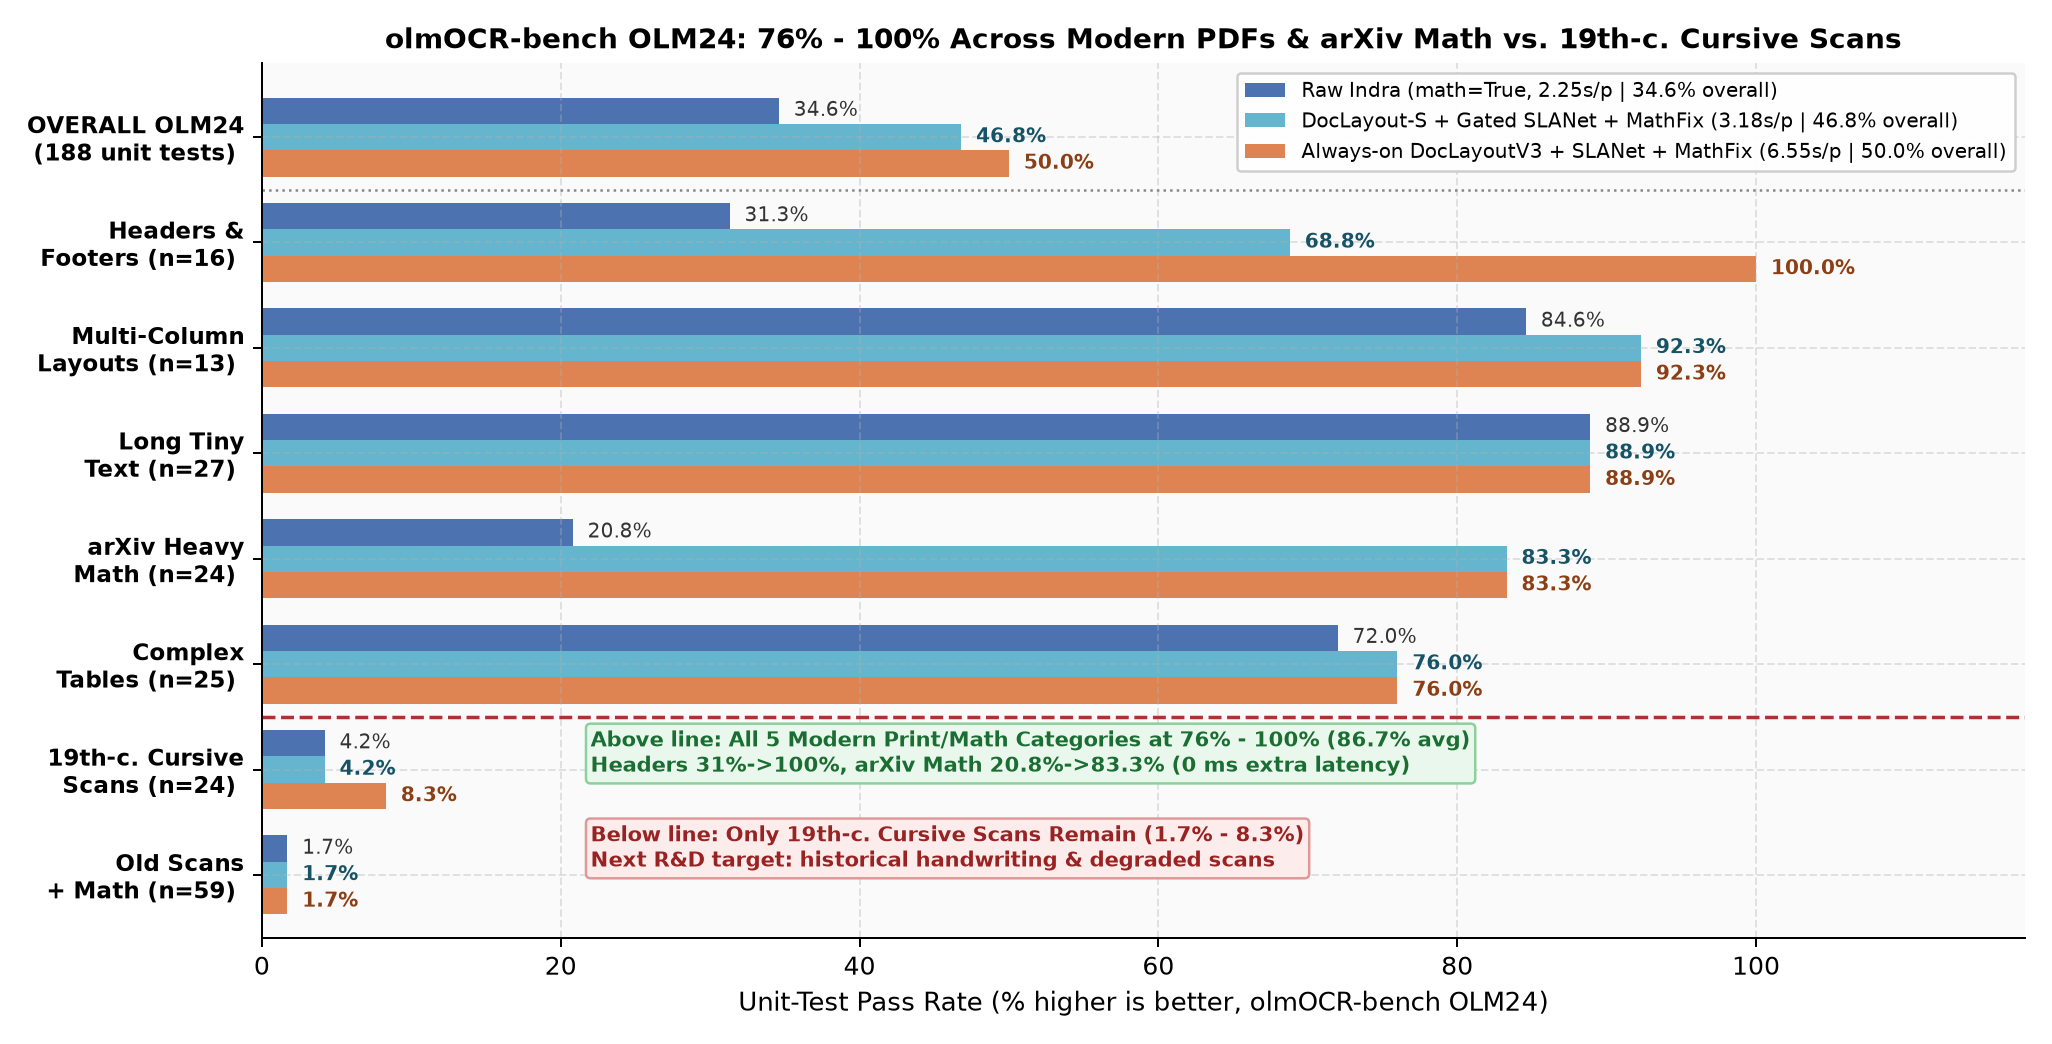 olmOCR-bench OLM24: 76% - 100% Across Modern PDFs & arXiv Math vs. 19th-c. Cursive Scans
Raw Indra (math=True, 2.25s/p | 34.6% overall)
DocLayout-S + Gated SLANet + MathFix (3.18s/p | 46.8% overall)
Always-on DocLayoutV3 + SLANet + MathFix (6.55s/p | 50.0% overall)
OVERALL OLM24
(188 unit tests)
34.6%
46.8%
50.0%
Headers &
Footers (n=16)
31.3%
68.8%
100.0%
Multi-Column
Layouts (n=13)
84.6%
92.3%
92.3%
Long Tiny
Text (n=27)
88.9%
88.9%
88.9%
arXiv Heavy
Math (n=24)
20.8%
83.3%
83.3%
Complex
Tables (n=25)
72.0%
76.0%
76.0%
19th-c. Cursive
Scans (n=24)
4.2%
4.2%
8.3%
Above line: All 5 Modern Print/Math Categories at 76% - 100% (86.7% avg)
Headers 31%->100%, arXiv Math 20.8%->83.3% (0 ms extra latency)
Old Scans
+ Math (n=59)
1.7%
1.7%
1.7%
Below line: Only 19th-c. Cursive Scans Remain (1.7% - 8.3%)
Next R&D target: historical handwriting & degraded scans
0
20
40
60
80
100
Unit-Test Pass Rate (% higher is better, olmOCR-bench OLM24)